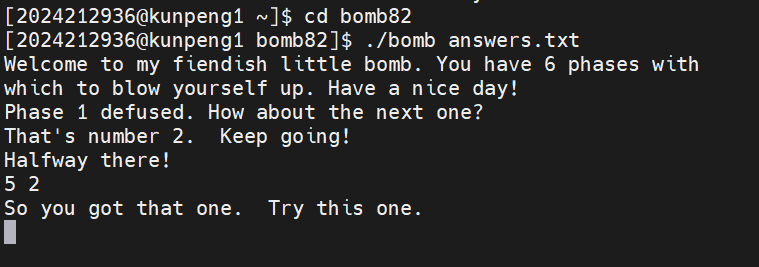 [2024212936@kunpeng1 ~]$ cd bomb82
[2024212936@kunpeng1 bomb82]$ ./bomb answers.txt
Welcome to my fiendish little bomb. You have 6 phases with
which to blow yourself up. Have a nice day!
Phase 1 defused. How about the next one?
That's number 2.  Keep going!
Halfway there!
5 2
So you got that one.  Try this one.